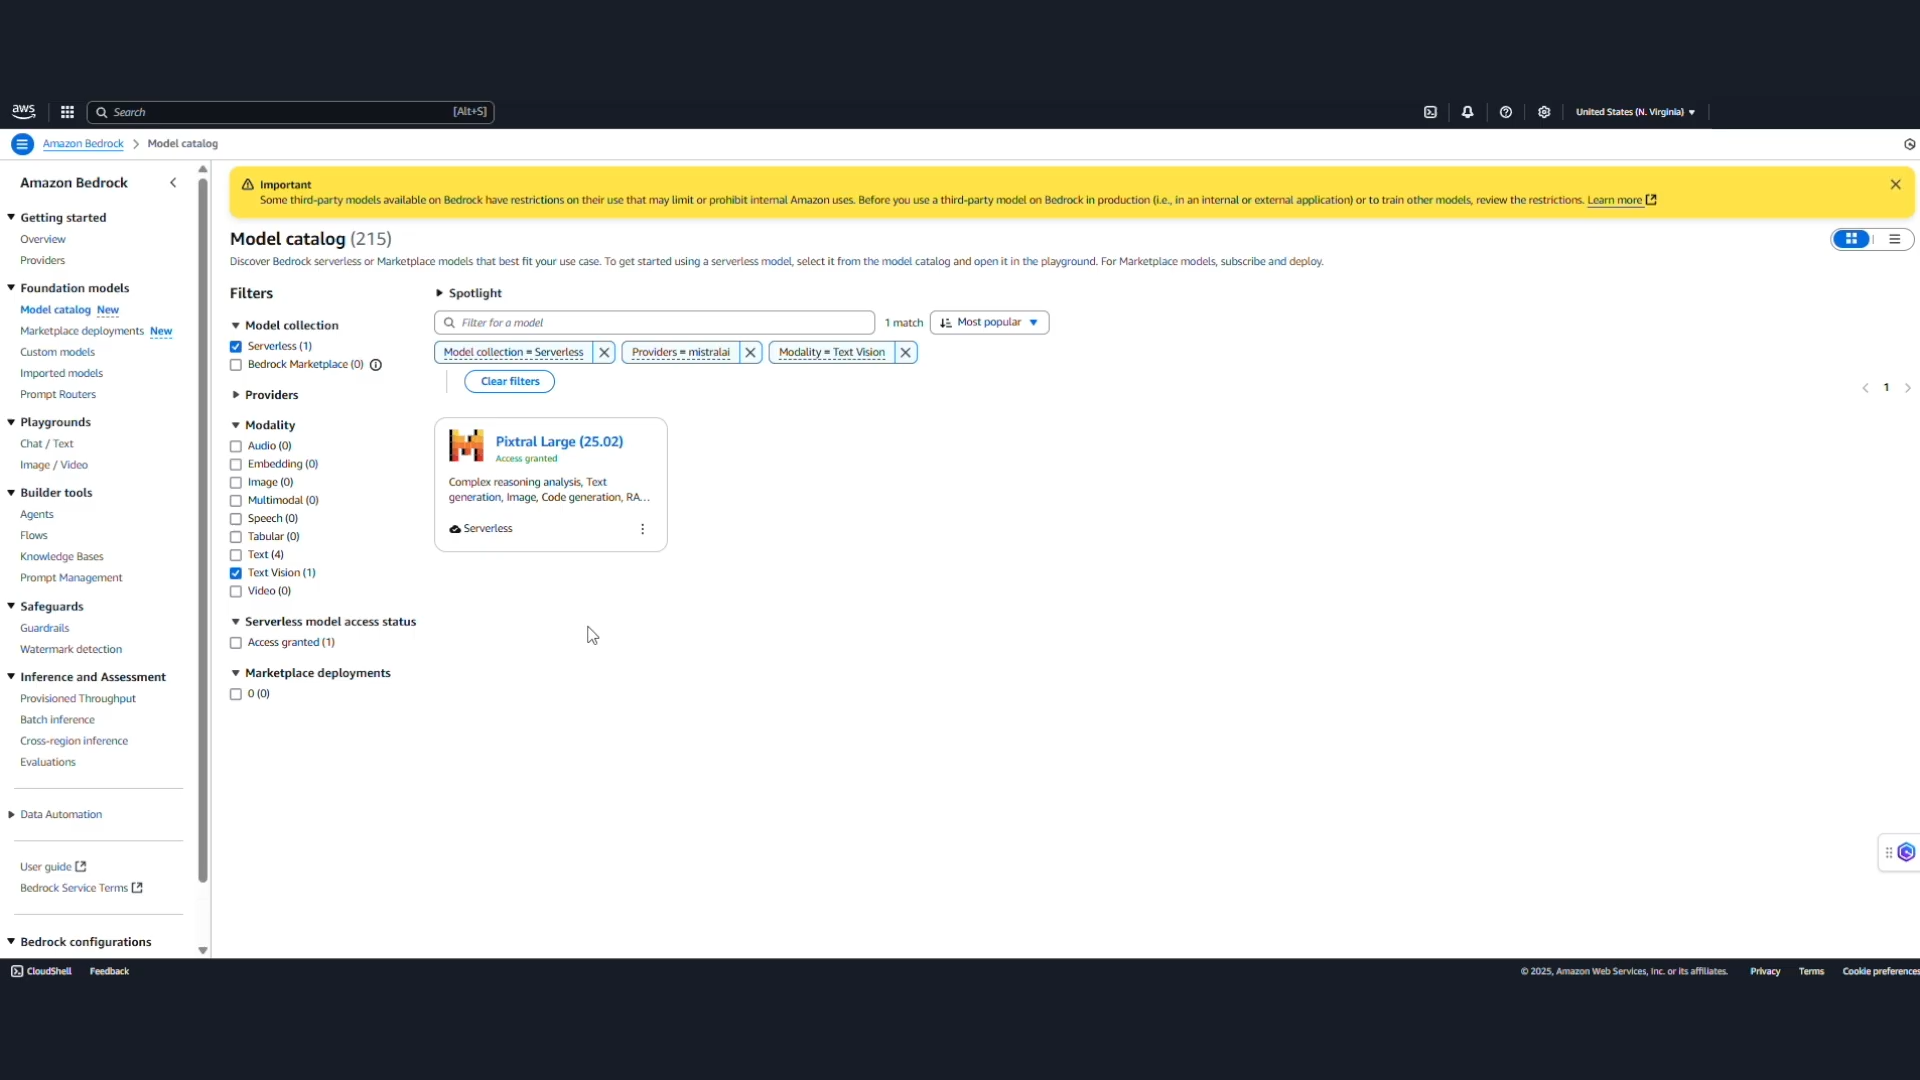 aws
Search [Alt+S]
United States (N. Virginia)
Amazon Bedrock > Model catalog
Amazon Bedrock
Getting started
Overview
Providers
Foundation models
Model catalog New
Marketplace deployments New
Custom models
Imported models
Prompt Routers
Playgrounds
Chat / Text
Image / Video
Builder tools
Agents
Flows
Knowledge Bases
Prompt Management
Safeguards
Guardrails
Watermark detection
Inference and Assessment
Provisioned Throughput
Batch inference
Cross-region inference
Evaluations
Data Automation
User guide
Bedrock Service Terms
Bedrock configurations
Important
Some third-party models available on Bedrock have restrictions on their use that may limit or prohibit internal Amazon uses. Before you use a third-party model on Bedrock in production (i.e., in an internal or external application) or to train other models, review the restrictions. Learn more
Model catalog (215)
Discover Bedrock serverless or Marketplace models that best fit your use case. To get started using a serverless model, select it from the model catalog and open it in the playground. For Marketplace models, subscribe and deploy.
Filters
Model collection
Serverless (1)
Bedrock Marketplace (0)
Providers
Modality
Audio (0)
Embedding (0)
Image (0)
Multimodal (0)
Speech (0)
Tabular (0)
Text (4)
Text Vision (1)
Video (0)
Serverless model access status
Access granted (1)
Marketplace deployments
0 (0)
Spotlight
Filter for a model 1 match Most popular
Model collection = Serverless Providers = mistralai Modality = Text Vision
Clear filters
1
Pixtral Large (25.02)
Access granted
Complex reasoning analysis, Text
generation, Image, Code generation, RA...
Serverless
CloudShell Feedback © 2025, Amazon Web Services, Inc. or its affiliates. Privacy Terms Cookie preferences